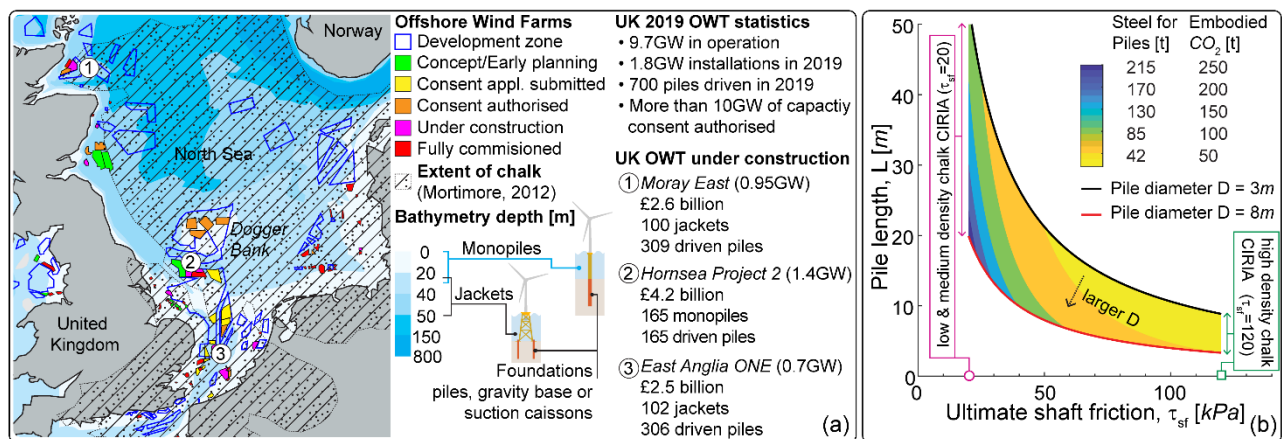 Norway
North Sea
Dogger
Bank
United
Kingdom
1
2
3
Offshore Wind Farms
Development zone
Concept/Early planning
Consent appl. submitted
Consent authorised
Under construction
Fully commisioned
Extent of chalk
(Mortimore, 2012)
Bathymetry depth [m]
0
20
40
50
150
800
Monopiles
Jackets
Foundations
piles, gravity base or
suction caissons
UK 2019 OWT statistics
• 9.7GW in operation
• 1.8GW installations in 2019
• 700 piles driven in 2019
• More than 10GW of capactiy
consent authorised
UK OWT under construction
1 Moray East (0.95GW)
£2.6 billion
100 jackets
309 driven piles
2 Hornsea Project 2 (1.4GW)
£4.2 billion
165 monopiles
165 driven piles
3 East Anglia ONE (0.7GW)
£2.5 billion
102 jackets
306 driven piles
(a)
Pile length, L [m]
50
40
30
20
10
0
low & medium density chalk CIRIA (τsf=20)
Steel for Embodied
Piles [t] CO2 [t]
215 250
170 200
130 150
85 100
42 50
Pile diameter D = 3m
Pile diameter D = 8m
larger D
high density chalk
CIRIA (τsf=120)
0 50 100
Ultimate shaft friction, τsf [kPa]
(b)